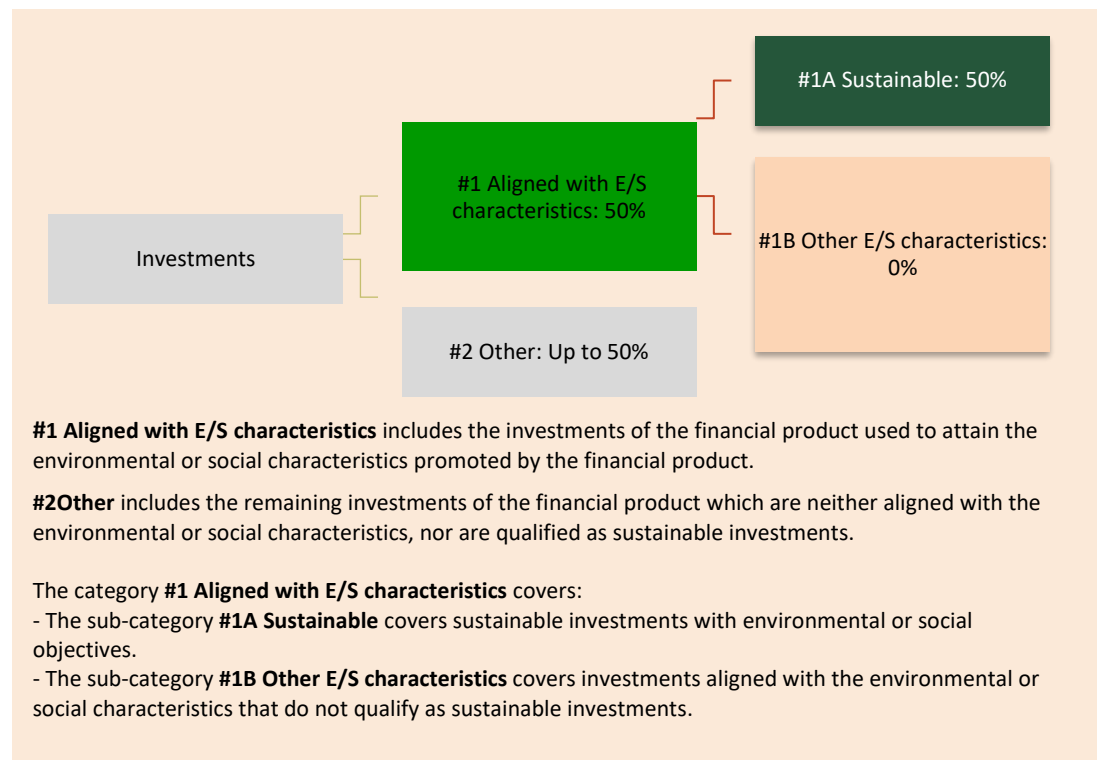 #1A Sustainable: 50%
#1 Aligned with E/S
characteristics: 50%
Investments
#1B Other E/S characteristics:
0%
#2 Other: Up to 50%
#1 Aligned with E/S characteristics includes the investments of the financial product used to attain the
environmental or social characteristics promoted by the financial product.
#2Other includes the remaining investments of the financial product which are neither aligned with the
environmental or social characteristics, nor are qualified as sustainable investments.
The category #1 Aligned with E/S characteristics covers:
- The sub-category #1A Sustainable covers sustainable investments with environmental or social
objectives.
- The sub-category #1B Other E/S characteristics covers investments aligned with the environmental or
social characteristics that do not qualify as sustainable investments.